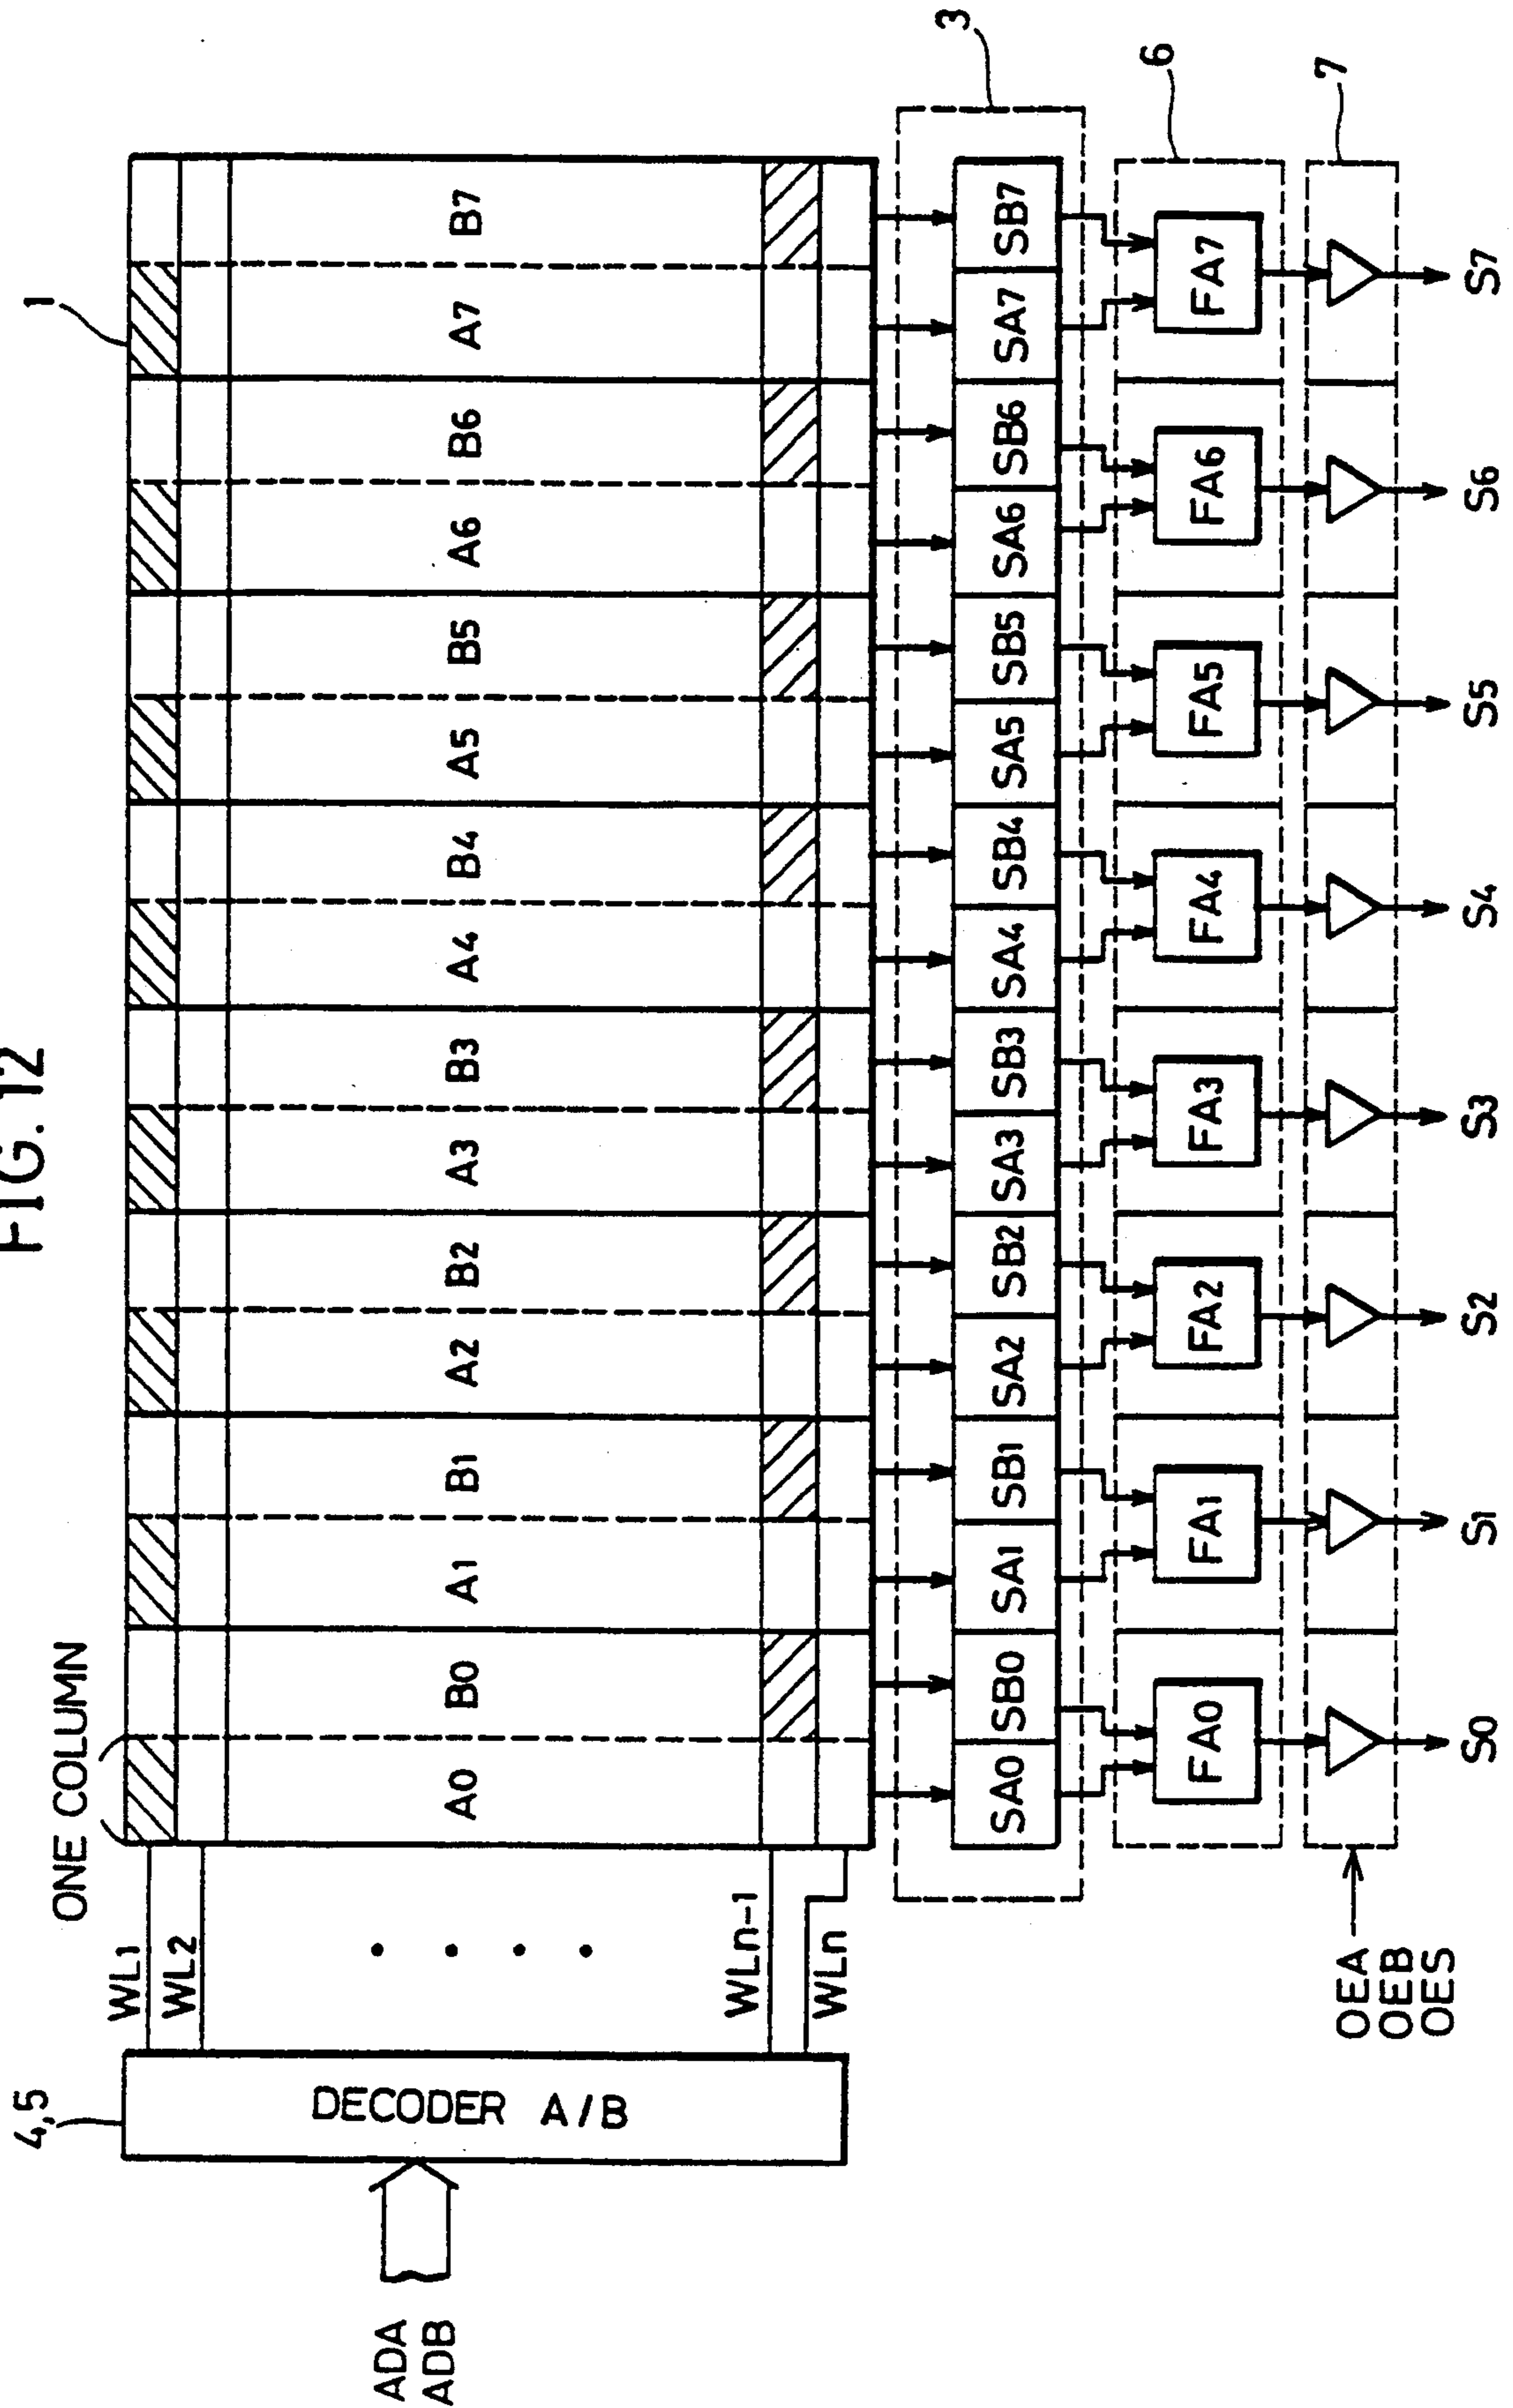 FIG. 12
4,5
ONE COLUMN
1
WL1
WL2
WLn-1
WLn
DECODER A/B
ADA
ADB
A0 B0 A1 B1 A2 B2 A3 B3 A4 B4 A5 B5 A6 B6 A7 B7
3
SA0 SB0 SA1 SB1 SA2 SB2 SA3 SB3 SA4 SB4 SA5 SB5 SA6 SB6 SA7 SB7
6
FA0 FA1 FA2 FA3 FA4 FA5 FA6 FA7
7
OEA
OEB
OES
S0 S1 S2 S3 S4 S5 S6 S7